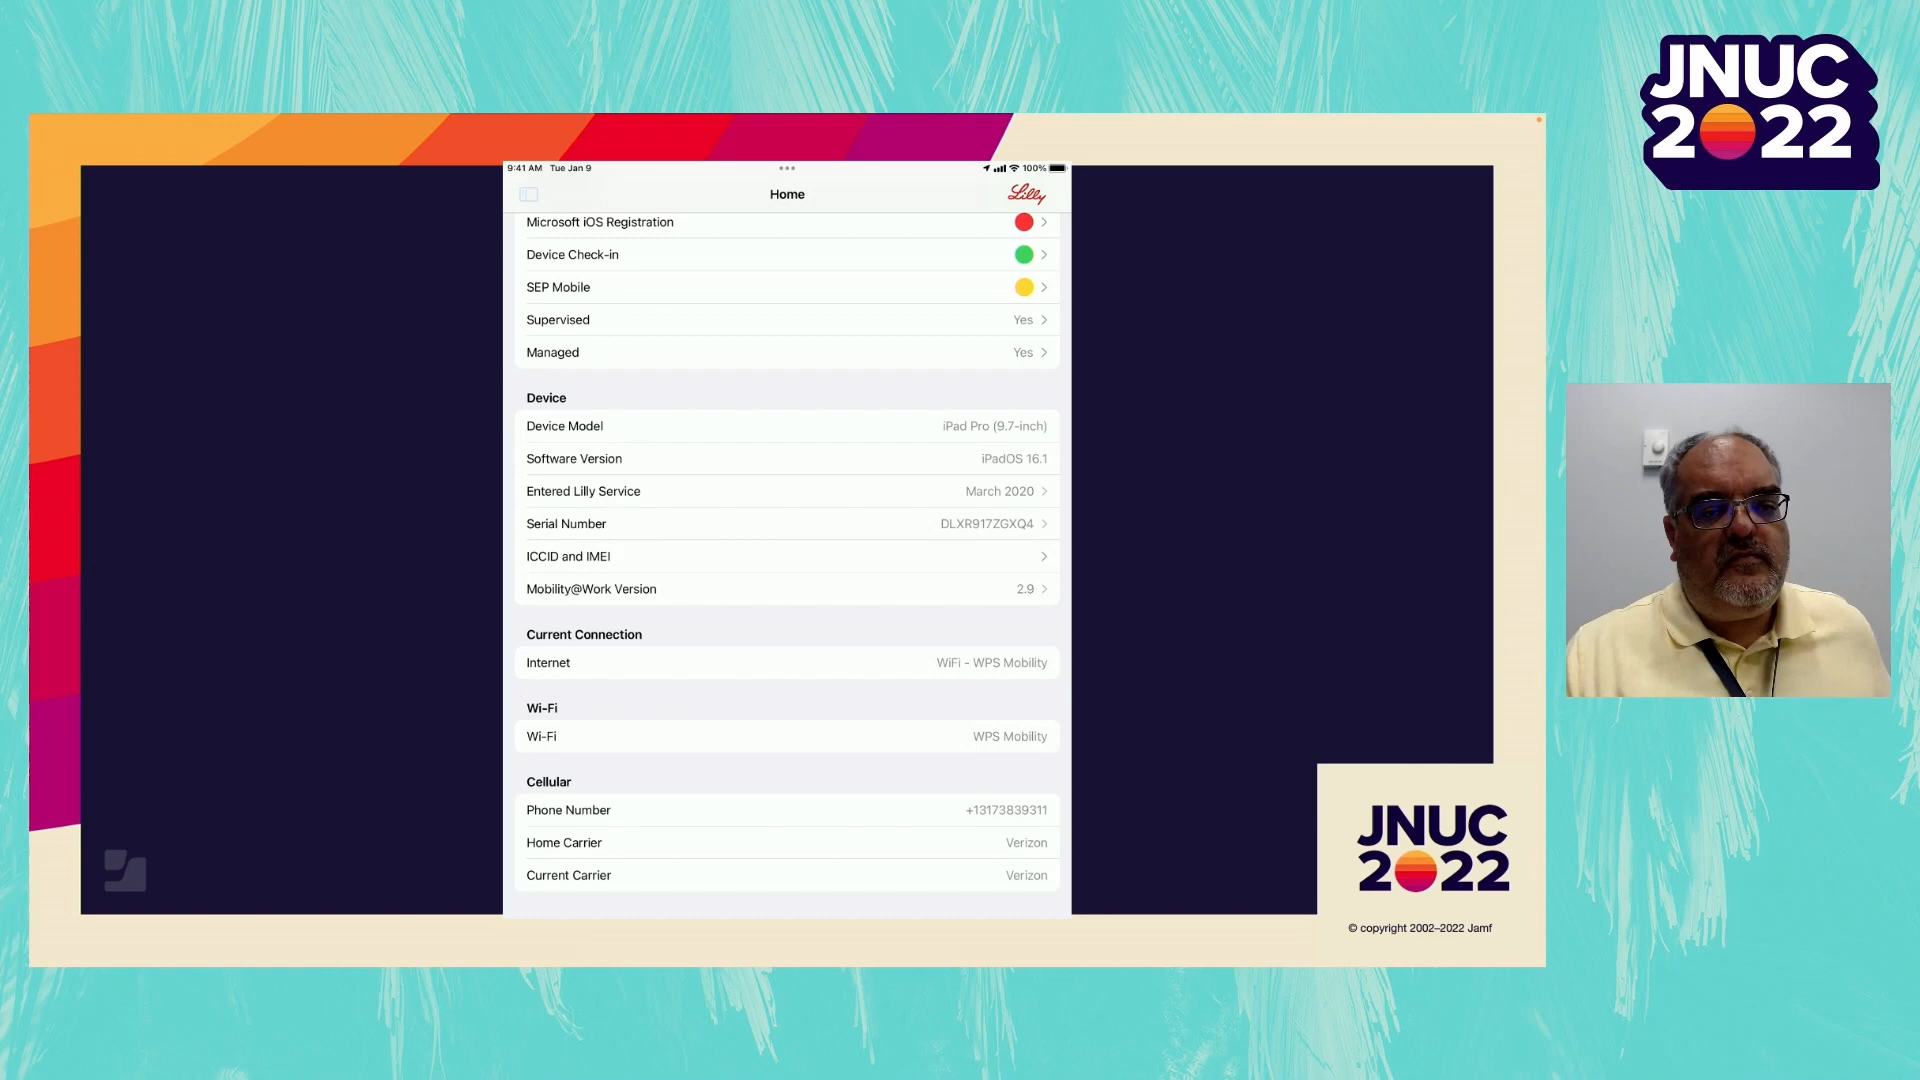 JNUC
2022
9:41 AM Tue Jan 9
100%
Home
Lilly
Microsoft iOS Registration
Device Check-in
SEP Mobile
Supervised Yes
Managed Yes
Device
Device Model iPad Pro (9.7-inch)
Software Version iPadOS 16.1
Entered Lilly Service March 2020
Serial Number DLXR917ZGXQ4
ICCID and IMEI
Mobility@Work Version 2.9
Current Connection
Internet WiFi - WPS Mobility
Wi-Fi
Wi-Fi WPS Mobility
Cellular
Phone Number +13173839311
Home Carrier Verizon
Current Carrier Verizon
JNUC
2022
© copyright 2002–2022 Jamf